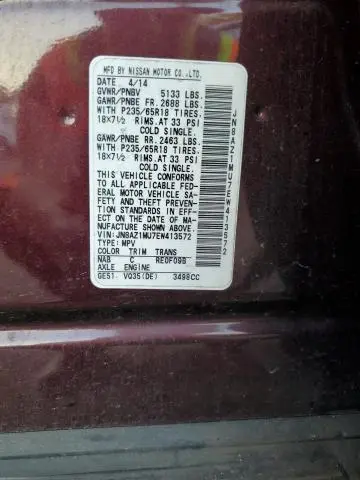 MFD BY NISSAN MOTOR CO.,LTD.
DATE 4/14
GVWR/PNBV 5133 LBS.
GAWR/PNBE FR. 2688 LBS.
WITH P235/65R18 TIRES.
18X7½ RIMS. AT 33 PSI
COLD SINGLE.
GAWR/PNBE RR. 2463 LBS.
WITH P235/65R18 TIRES.
18X7½ RIMS. AT 33 PSI
COLD SINGLE.
THIS VEHICLE CONFORMS
TO ALL APPLICABLE FED-
ERAL MOTOR VEHICLE SA-
FETY AND THEFT PREVENT-
ION STANDARDS IN EFF-
ECT ON THE DATE OF MA-
NUFACTURE SHOWN ABOVE.
VIN: JN8AZ1MU7EW413572
TYPE: MPV
COLOR TRIM TRANS
NAB C RE0F09B
AXLE ENGINE
GE51- VQ35(DE) 3498CC
JN8AZ1MU7EW413572